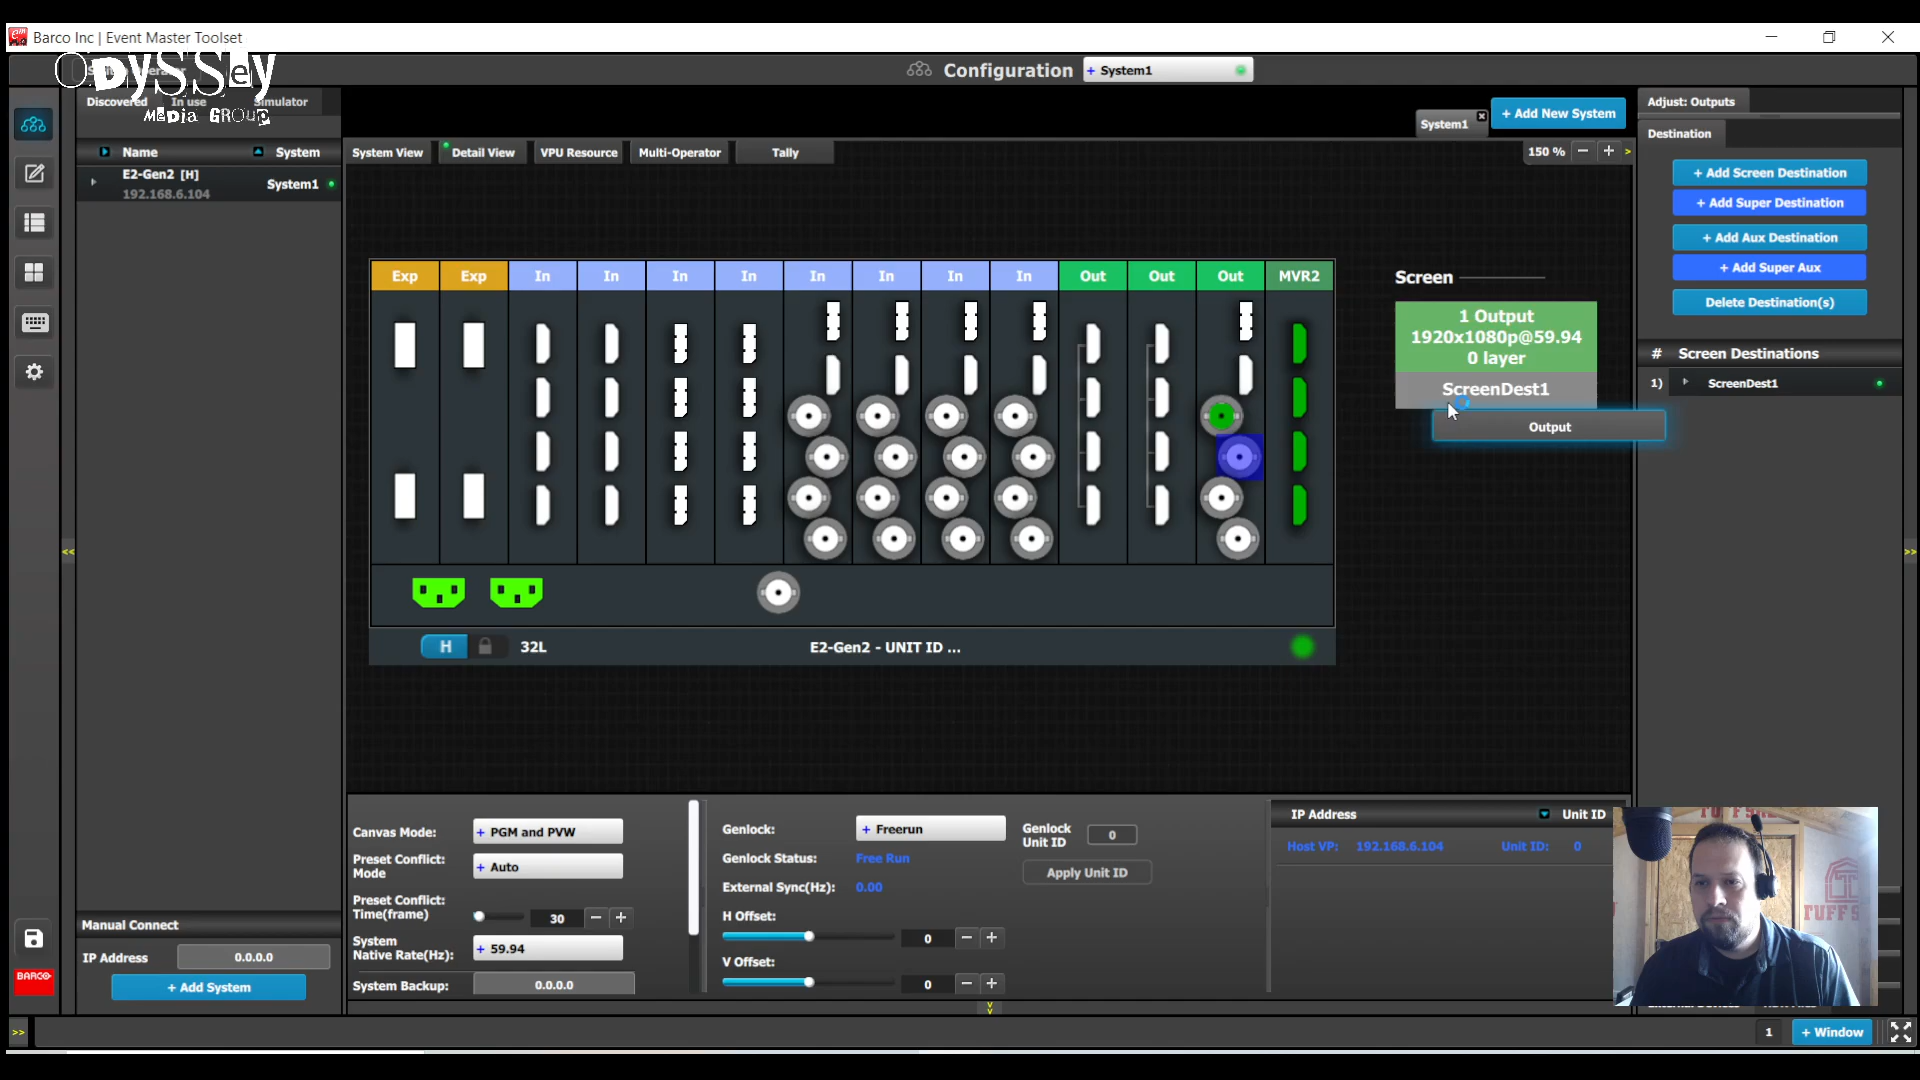 Barco Inc | Event Master Toolset
ODySSey
MeDia GROup
Configuration
+ System1
Discovered
In use
Simulator
System1
+ Add New System
Adjust: Outputs
Destination
Name
System
E2-Gen2 [H]
192.168.6.104
System1
System View
Detail View
VPU Resource
Multi-Operator
Tally
150 %
+ Add Screen Destination
+ Add Super Destination
+ Add Aux Destination
+ Add Super Aux
Delete Destination(s)
# Screen Destinations
1) ScreenDest1
Exp Exp In In In In In In In In Out Out Out MVR2
Screen
1 Output
1920x1080p@59.94
0 layer
ScreenDest1
Output
H
32L
E2-Gen2 - UNIT ID ...
<<
>>
Canvas Mode:
+ PGM and PVW
Preset Conflict:
Mode
+ Auto
Preset Conflict:
Time(frame)
30
System
Native Rate(Hz):
+ 59.94
System Backup:
0.0.0.0
Genlock:
+ Freerun
Genlock
Unit ID
0
Genlock Status:
Free Run
Apply Unit ID
External Sync(Hz):
0.00
H Offset:
0
V Offset:
0
IP Address
Unit ID
Host VP:
192.168.6.104
Unit ID:
0
Manual Connect
IP Address
0.0.0.0
+ Add System
BARCO
TUFF S
>>
1
+ Window